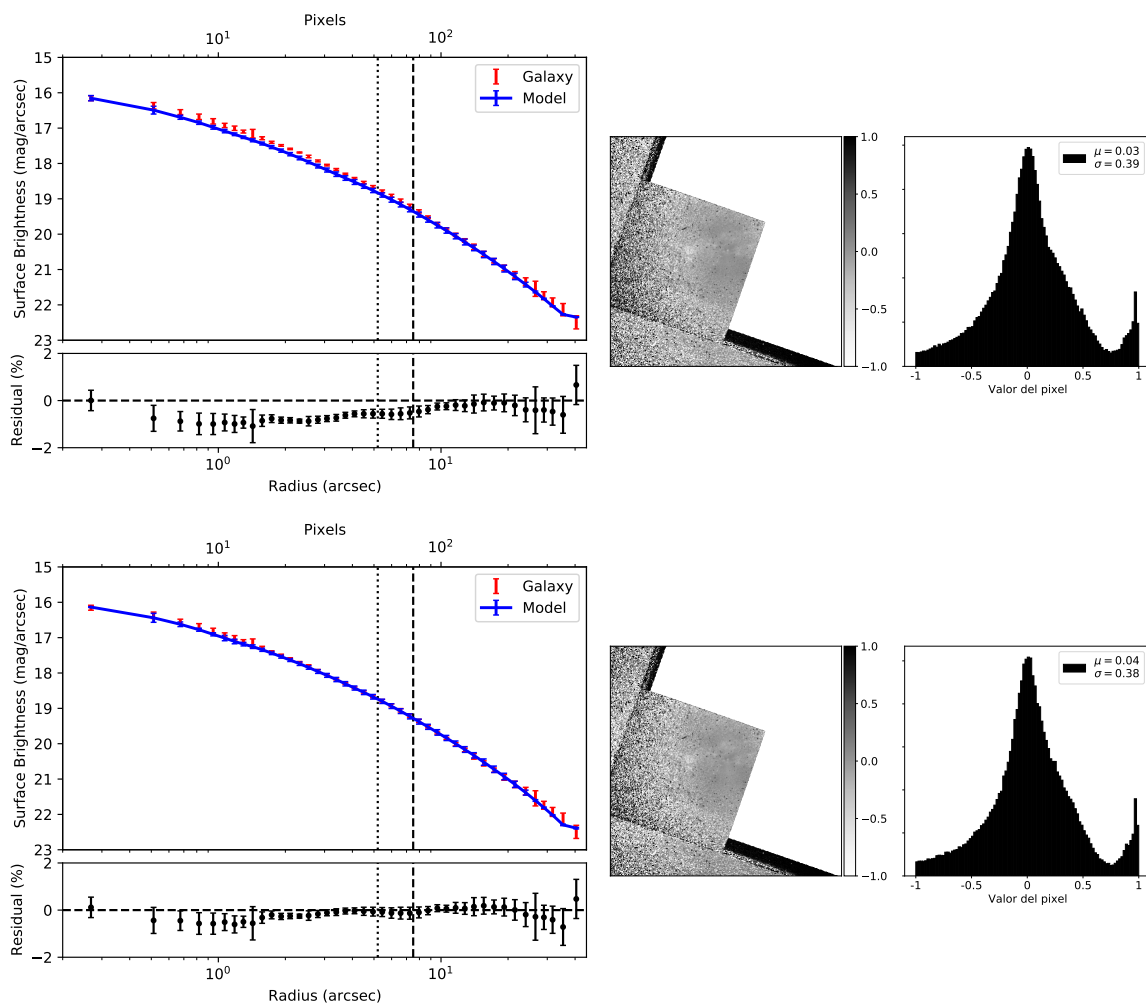 Pixels
10^1 10^2
Surface Brightness (mag/arcsec)
15
16
17
18
19
20
21
22
23
Galaxy
Model
Residual (%)
2
0
−2
10^0 10^1
Radius (arcsec)
1.0
0.5
0.0
−0.5
−1.0
μ = 0.03
σ = 0.39
-1 -0.5 0 0.5 1
Valor del pixel
Pixels
10^1 10^2
Surface Brightness (mag/arcsec)
15
16
17
18
19
20
21
22
23
Galaxy
Model
Residual (%)
2
0
−2
10^0 10^1
Radius (arcsec)
1.0
0.5
0.0
−0.5
−1.0
μ = 0.04
σ = 0.38
-1 -0.5 0 0.5 1
Valor del pixel